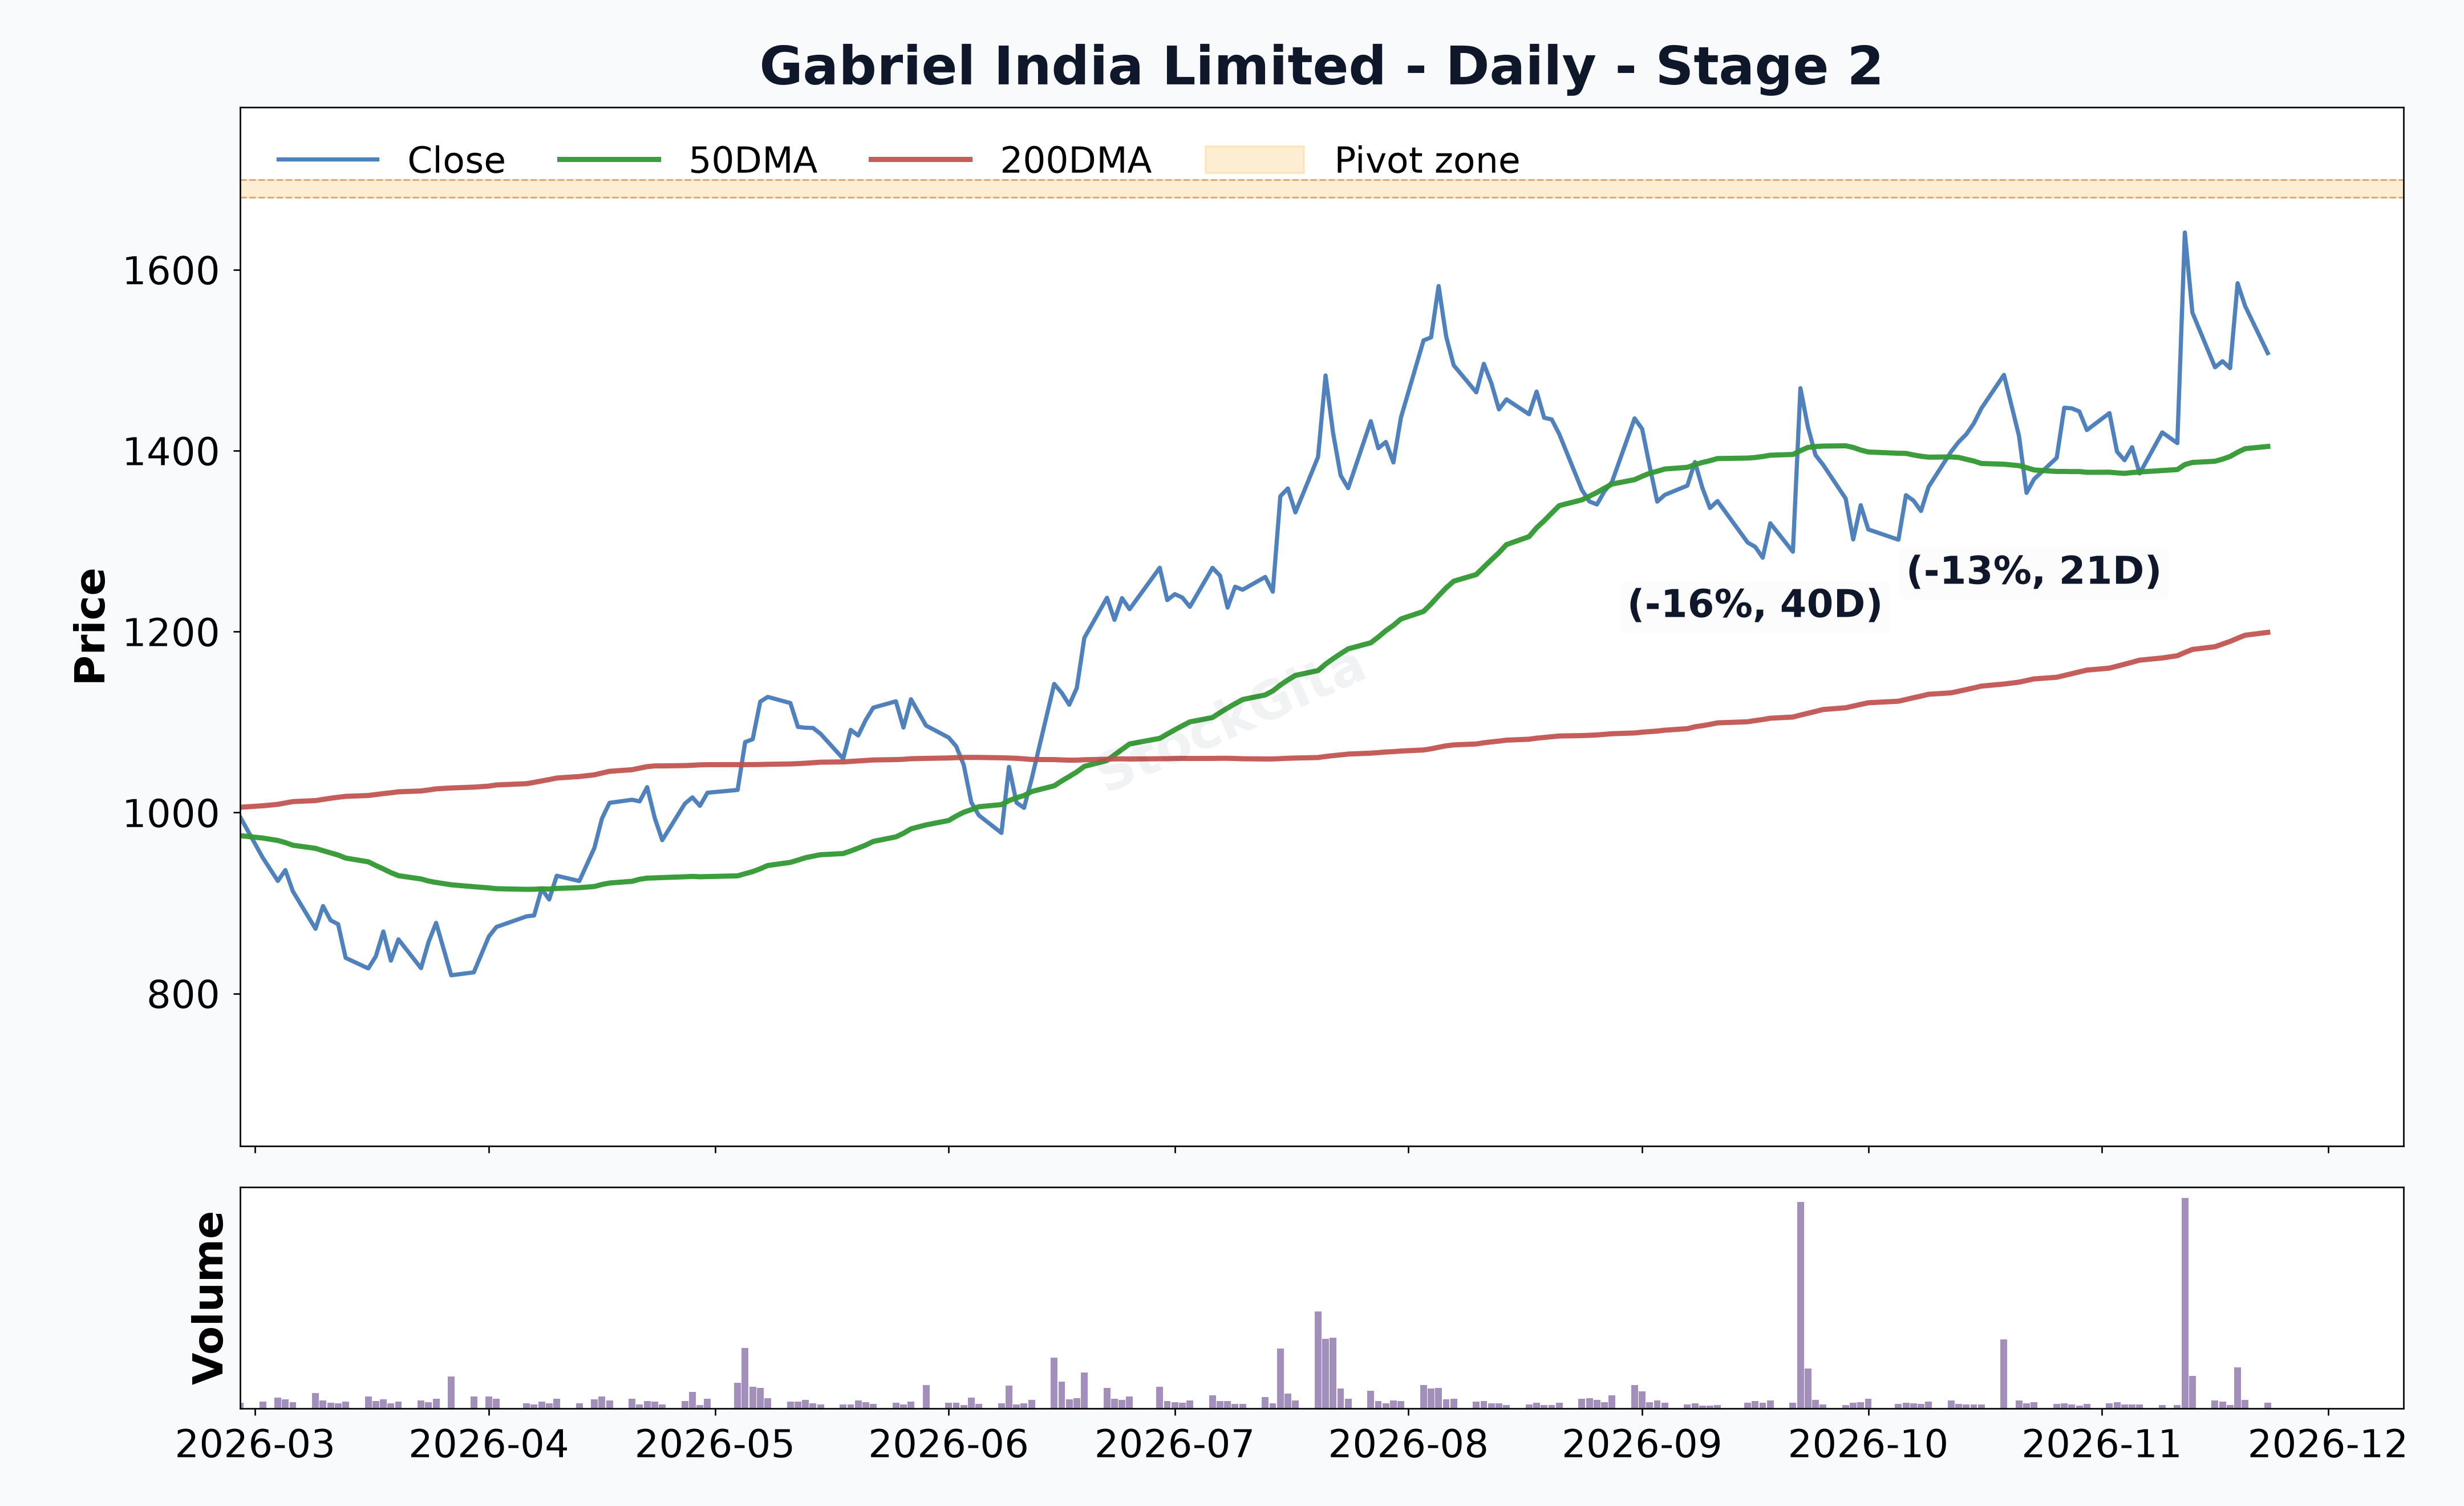 Gabriel India Limited - Daily - Stage 2
Close 50DMA 200DMA Pivot zone
Price
1600
1400
1200
1000
800
(-16%, 40D)
(-13%, 21D)
StockGita
Volume
2026-03 2026-04 2026-05 2026-06 2026-07 2026-08 2026-09 2026-10 2026-11 2026-12